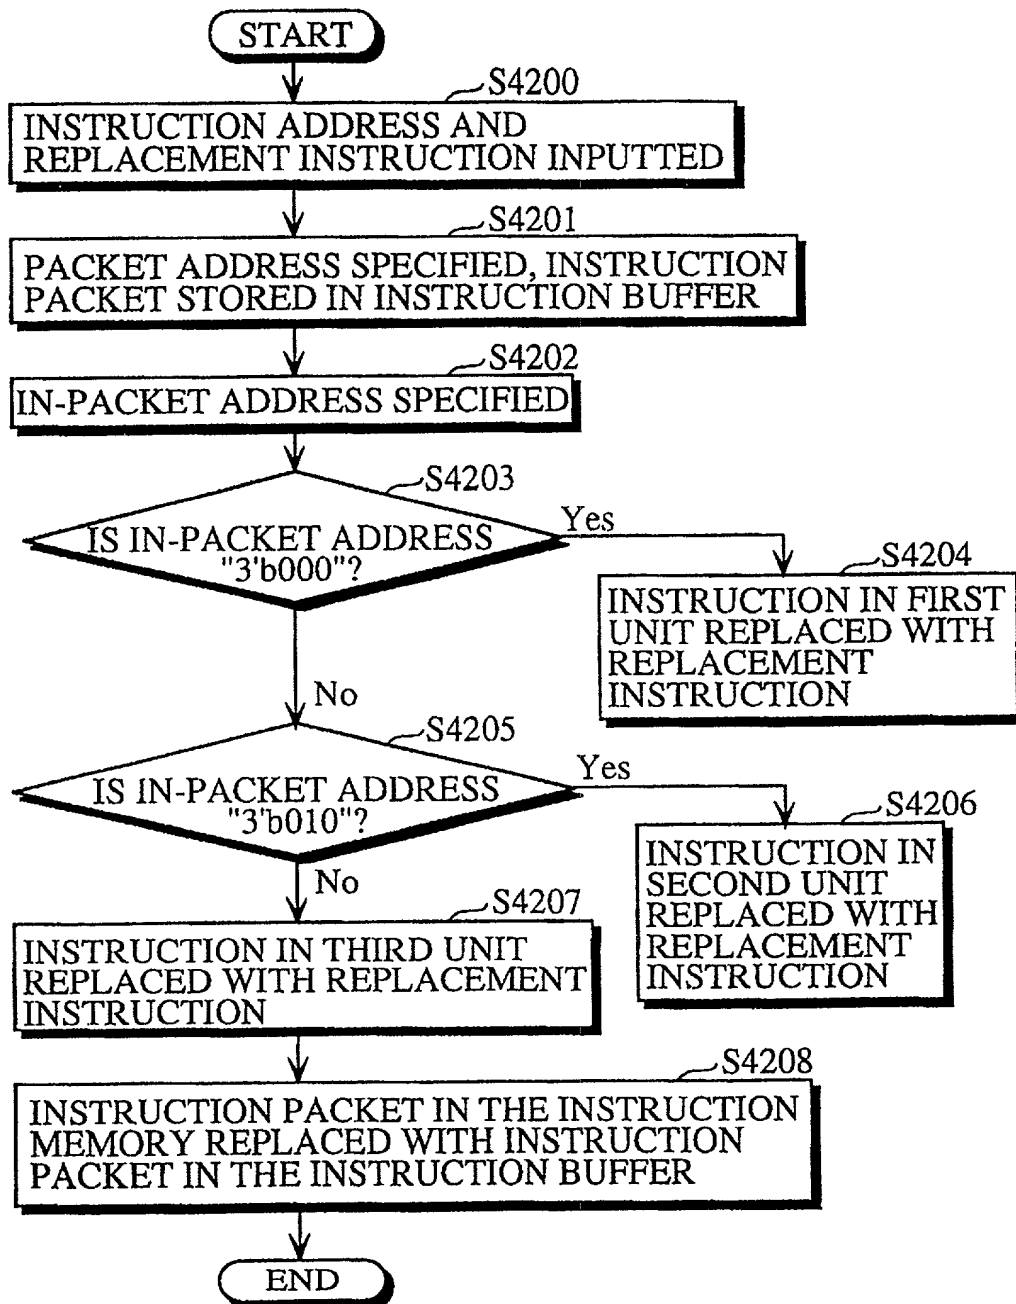 START
S4200
INSTRUCTION ADDRESS AND
REPLACEMENT INSTRUCTION INPUTTED
S4201
PACKET ADDRESS SPECIFIED, INSTRUCTION
PACKET STORED IN INSTRUCTION BUFFER
S4202
IN-PACKET ADDRESS SPECIFIED
S4203
IS IN-PACKET ADDRESS
"3'b000"?
Yes
S4204
INSTRUCTION IN FIRST
UNIT REPLACED WITH
REPLACEMENT
INSTRUCTION
No
S4205
IS IN-PACKET ADDRESS
"3'b010"?
Yes
S4206
INSTRUCTION IN
SECOND UNIT
REPLACED WITH
REPLACEMENT
INSTRUCTION
No
S4207
INSTRUCTION IN THIRD UNIT
REPLACED WITH REPLACEMENT
INSTRUCTION
S4208
INSTRUCTION PACKET IN THE INSTRUCTION
MEMORY REPLACED WITH INSTRUCTION
PACKET IN THE INSTRUCTION BUFFER
END